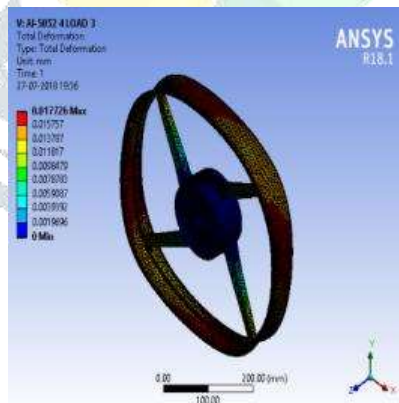 V: Al-5052 4 LOAD 3
Total Deformation
Type: Total Deformation
Unit: mm
Time: 1
27-07-2018 19:36
ANSYS
R18.1
0.017726 Max
0.015757
0.013787
0.011817
0.0098479
0.0078783
0.0059087
0.0039392
0.0019696
0 Min
0.00
200.00 (mm)
100.00
Y
Z
X